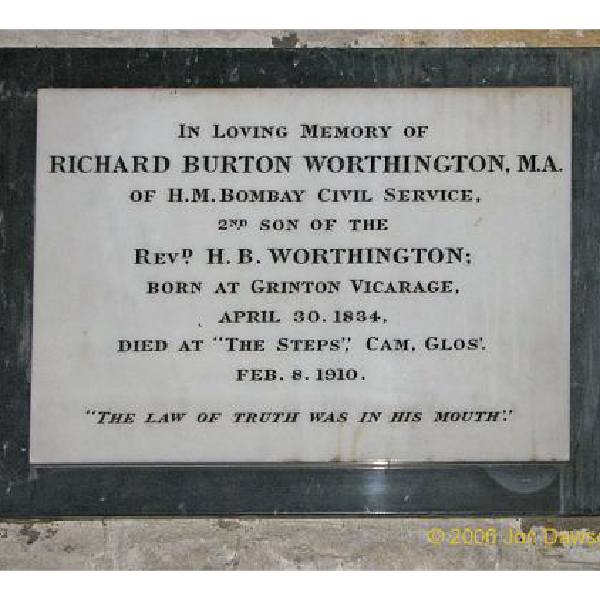 IN LOVING MEMORY OF
RICHARD BURTON WORTHINGTON, M.A.
OF H.M. BOMBAY CIVIL SERVICE,
2ND SON OF THE
REVD. H. B. WORTHINGTON;
BORN AT GRINTON VICARAGE,
APRIL 30. 1834,
DIED AT "THE STEPS", CAM, GLOS.
FEB. 8. 1910.
"THE LAW OF TRUTH WAS IN HIS MOUTH."
© 2006 Jon